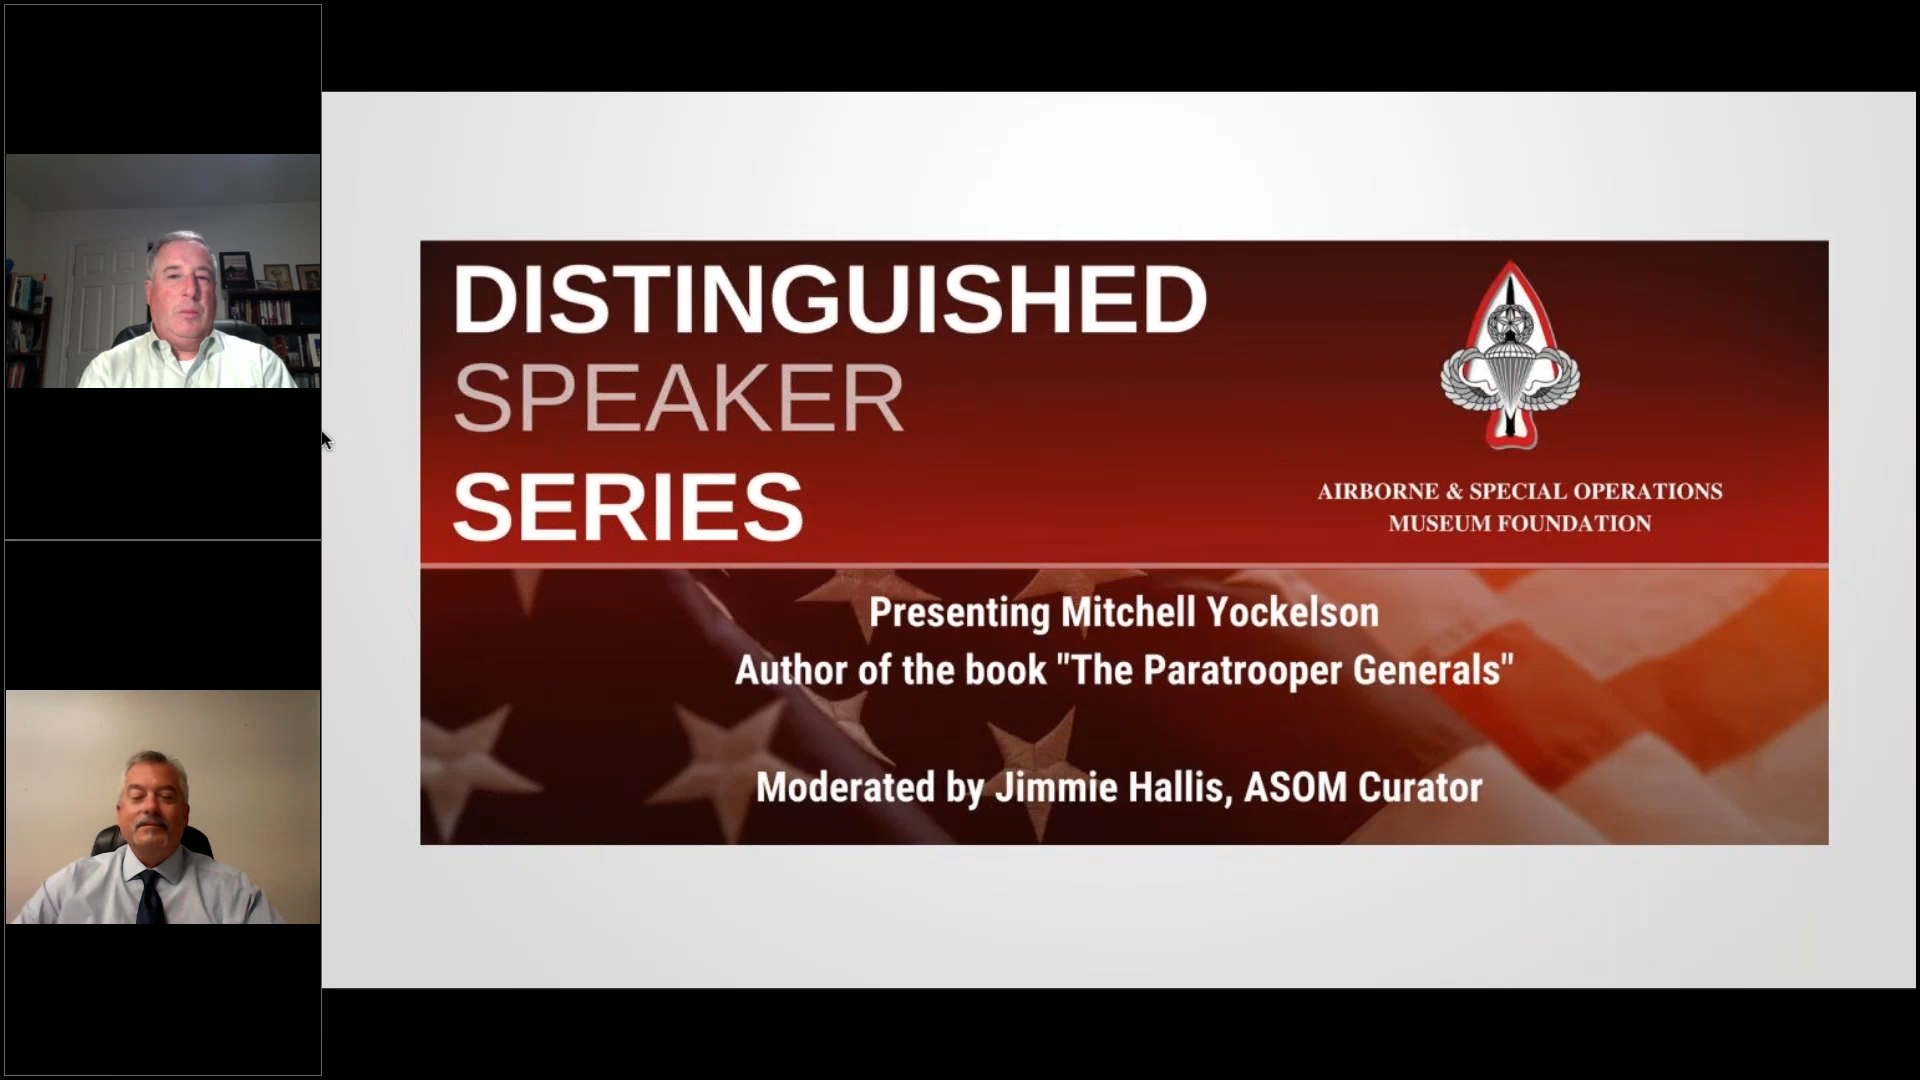 DISTINGUISHED
SPEAKER
SERIES
AIRBORNE & SPECIAL OPERATIONS
MUSEUM FOUNDATION
Presenting Mitchell Yockelson
Author of the book "The Paratrooper Generals"
Moderated by Jimmie Hallis, ASOM Curator